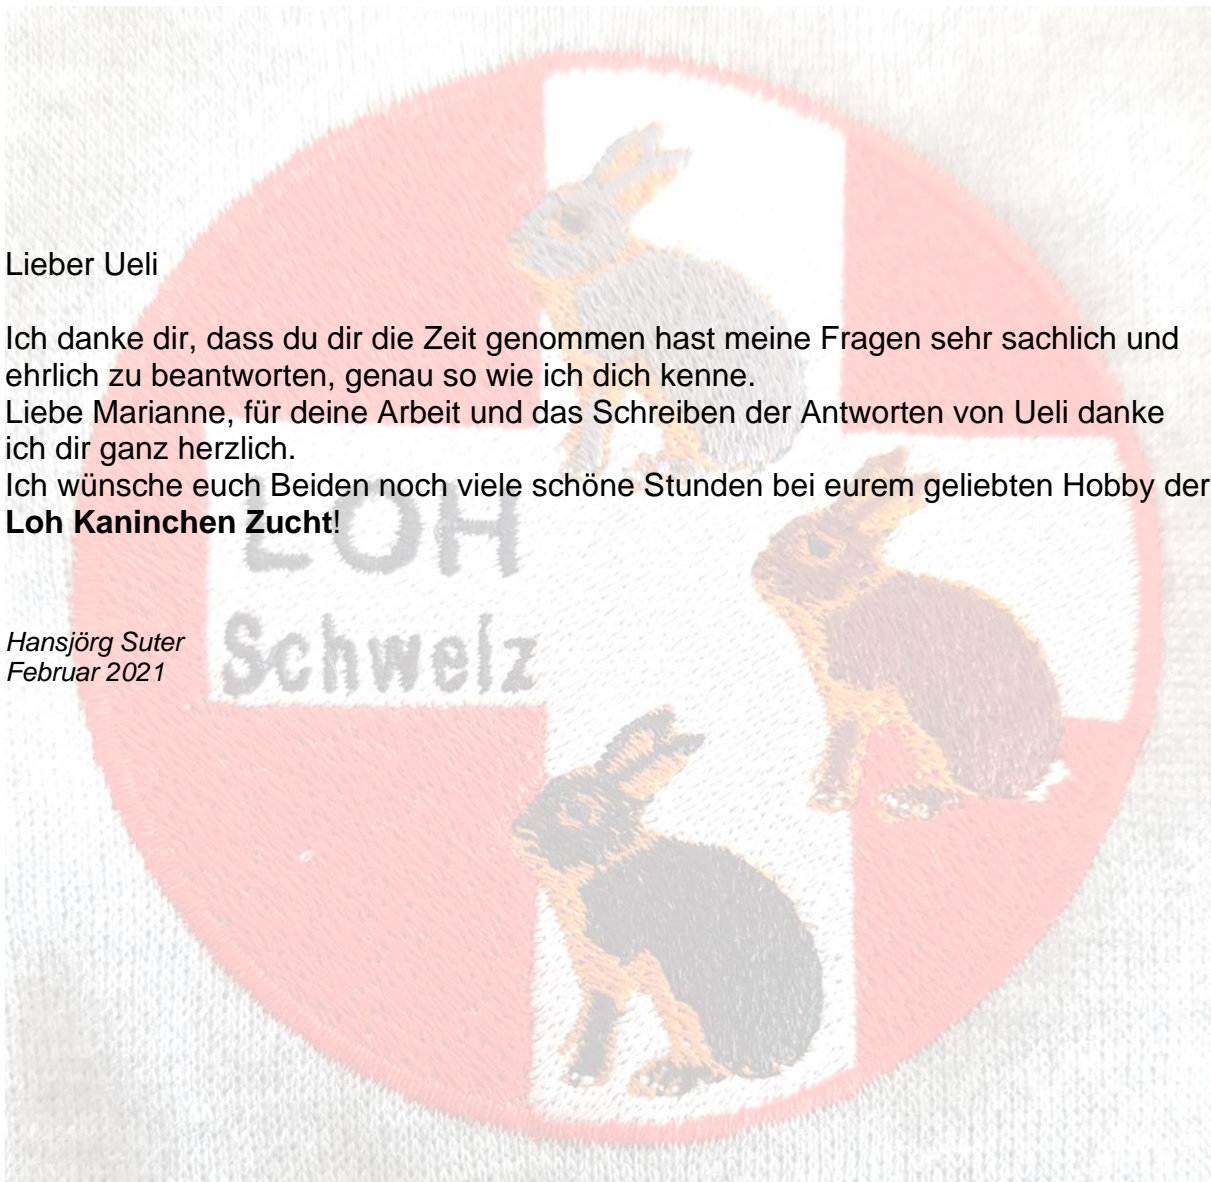 Lieber Ueli
Ich danke dir, dass du dir die Zeit genommen hast meine Fragen sehr sachlich und
ehrlich zu beantworten, genau so wie ich dich kenne.
Liebe Marianne, für deine Arbeit und das Schreiben der Antworten von Ueli danke
ich dir ganz herzlich.
Ich wünsche euch Beiden noch viele schöne Stunden bei eurem geliebten Hobby der
Loh Kaninchen Zucht!
LOH
Schweiz
Hansjörg Suter
Februar 2021